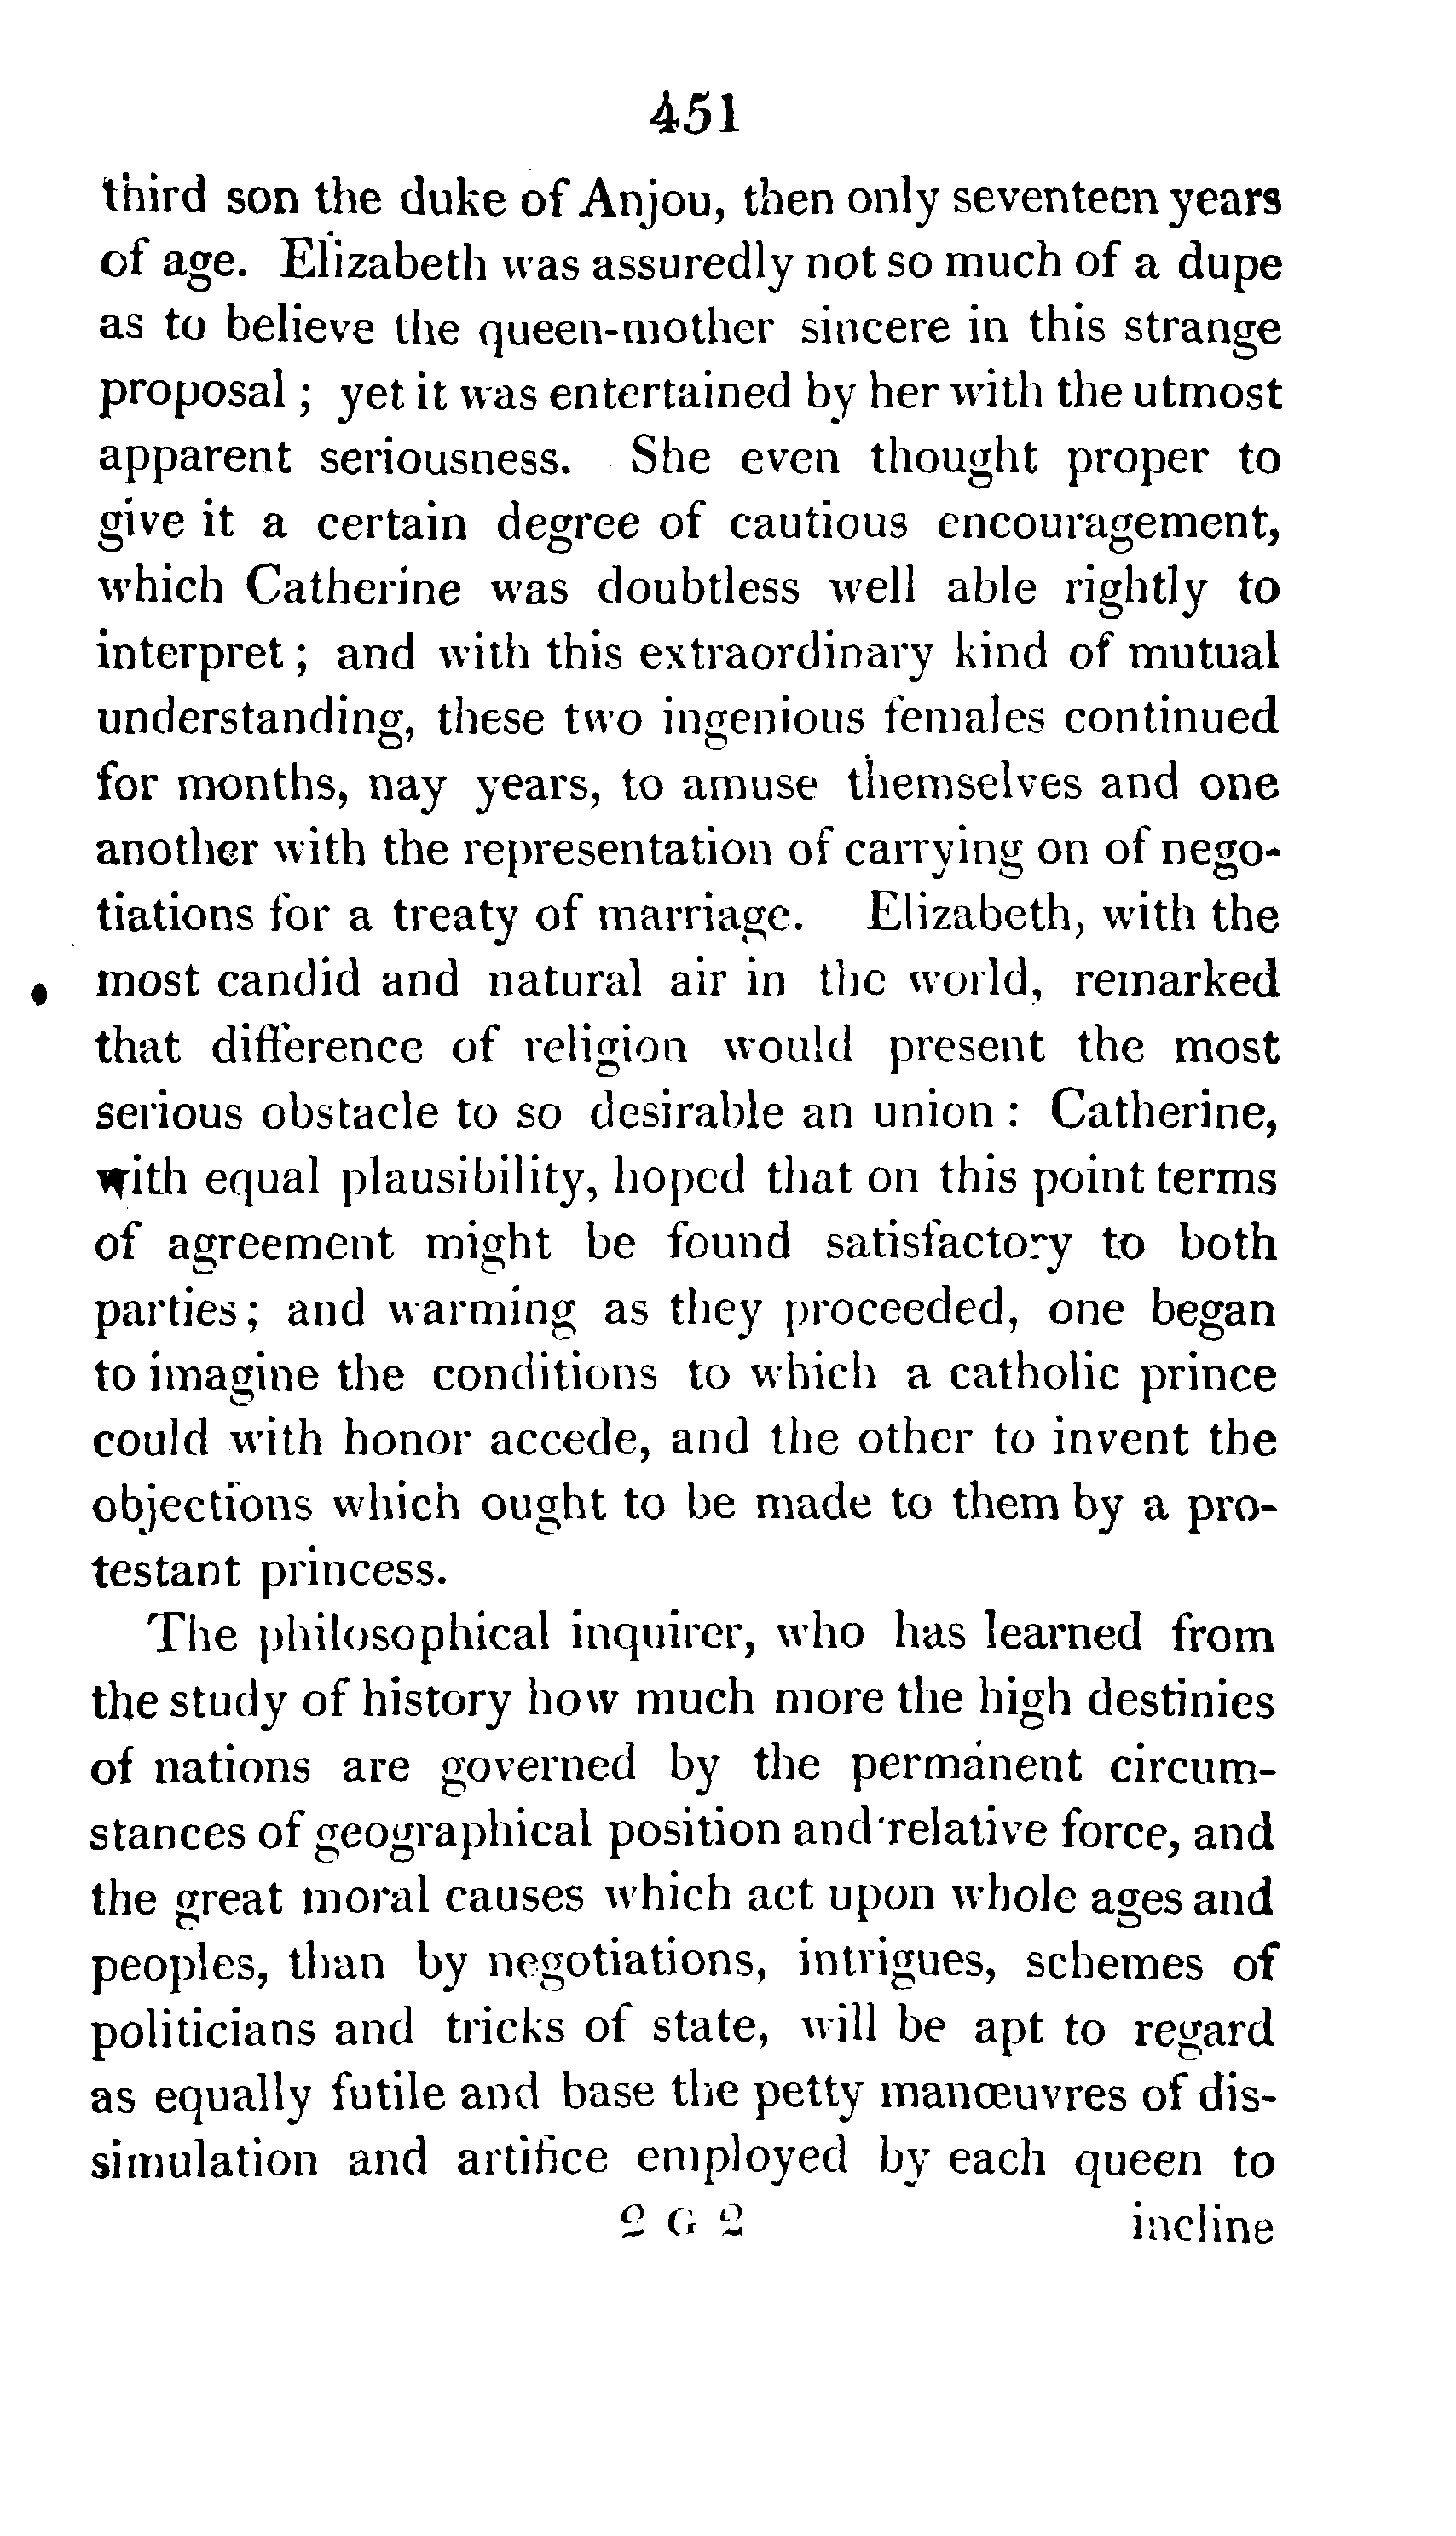 451
third son the duke of Anjou, then only seventeen years
of age. Elizabeth was assuredly not so much of a dupe
as to believe the queen-mother sincere in this strange
proposal ; yet it was entertained by her with the utmost
apparent seriousness. She even thought proper to
give it a certain degree of cautious encouragement,
which Catherine was doubtless well able rightly to
interpret ; and with this extraordinary kind of mutual
understanding, these two ingenious females continued
for months, nay years, to amuse themselves and one
another with the representation of carrying on of nego-
tiations for a treaty of marriage. Elizabeth, with the
most candid and natural air in the world, remarked
that difference of religion would present the most
serious obstacle to so desirable an union : Catherine,
with equal plausibility, hoped that on this point terms
of agreement might be found satisfactory to both
parties ; and warming as they proceeded, one began
to imagine the conditions to which a catholic prince
could with honor accede, and the other to invent the
objections which ought to be made to them by a pro-
testant princess.
The philosophical inquirer, who has learned from
the study of history how much more the high destinies
of nations are governed by the permanent circum-
stances of geographical position and relative force, and
the great moral causes which act upon whole ages and
peoples, than by negotiations, intrigues, schemes of
politicians and tricks of state, will be apt to regard
as equally futile and base the petty manœuvres of dis-
simulation and artifice employed by each queen to
2 G 2 incline